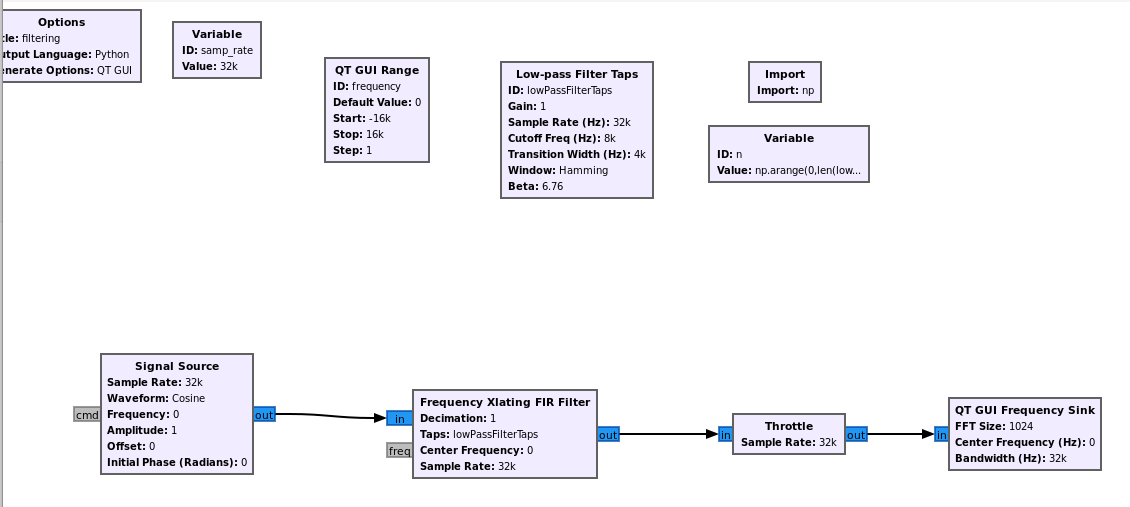 Options
tle: filtering
utput Language: Python
enerate Options: QT GUI
Variable
ID: samp_rate
Value: 32k
QT GUI Range
ID: frequency
Default Value: 0
Start: -16k
Stop: 16k
Step: 1
Low-pass Filter Taps
ID: lowPassFilterTaps
Gain: 1
Sample Rate (Hz): 32k
Cutoff Freq (Hz): 8k
Transition Width (Hz): 4k
Window: Hamming
Beta: 6.76
Import
Import: np
Variable
ID: n
Value: np.arange(0,len(low...
Signal Source
Sample Rate: 32k
Waveform: Cosine
Frequency: 0
Amplitude: 1
Offset: 0
Initial Phase (Radians): 0
cmd
out
Frequency Xlating FIR Filter
Decimation: 1
Taps: lowPassFilterTaps
Center Frequency: 0
Sample Rate: 32k
in
freq
out
Throttle
Sample Rate: 32k
in
out
QT GUI Frequency Sink
FFT Size: 1024
Center Frequency (Hz): 0
Bandwidth (Hz): 32k
in